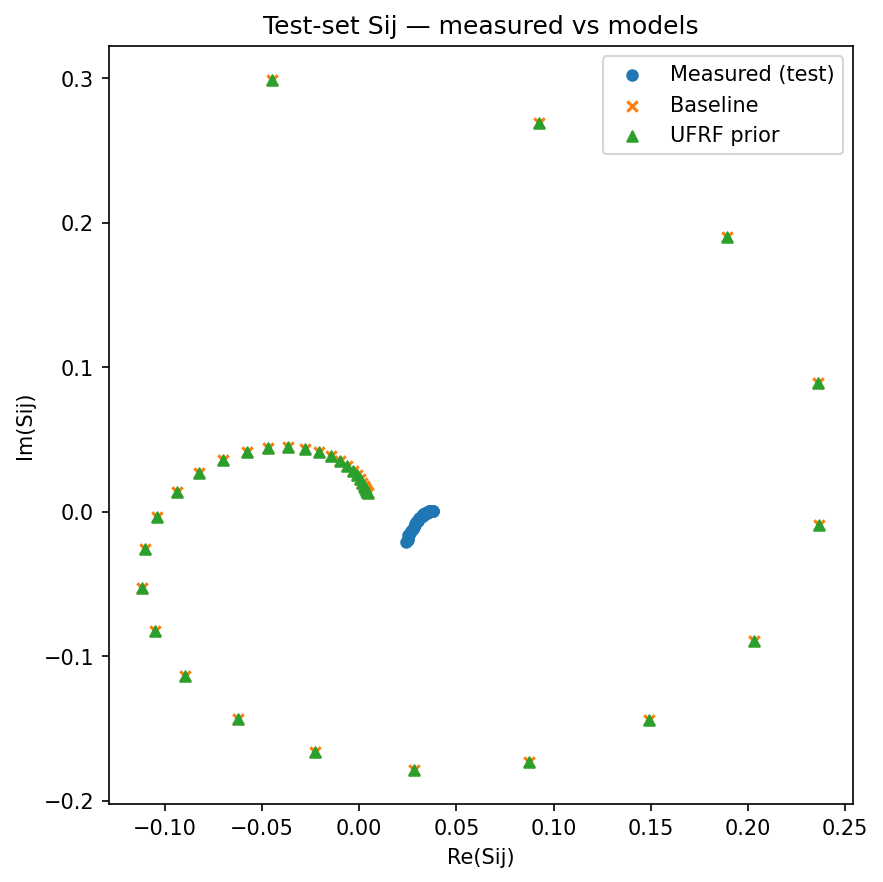 Test-set Sij — measured vs models
Measured (test)
Baseline
UFRF prior
0.3
0.2
0.1
0.0
−0.1
−0.2
Im(Sij)
−0.10
−0.05
0.00
0.05
0.10
0.15
0.20
0.25
Re(Sij)